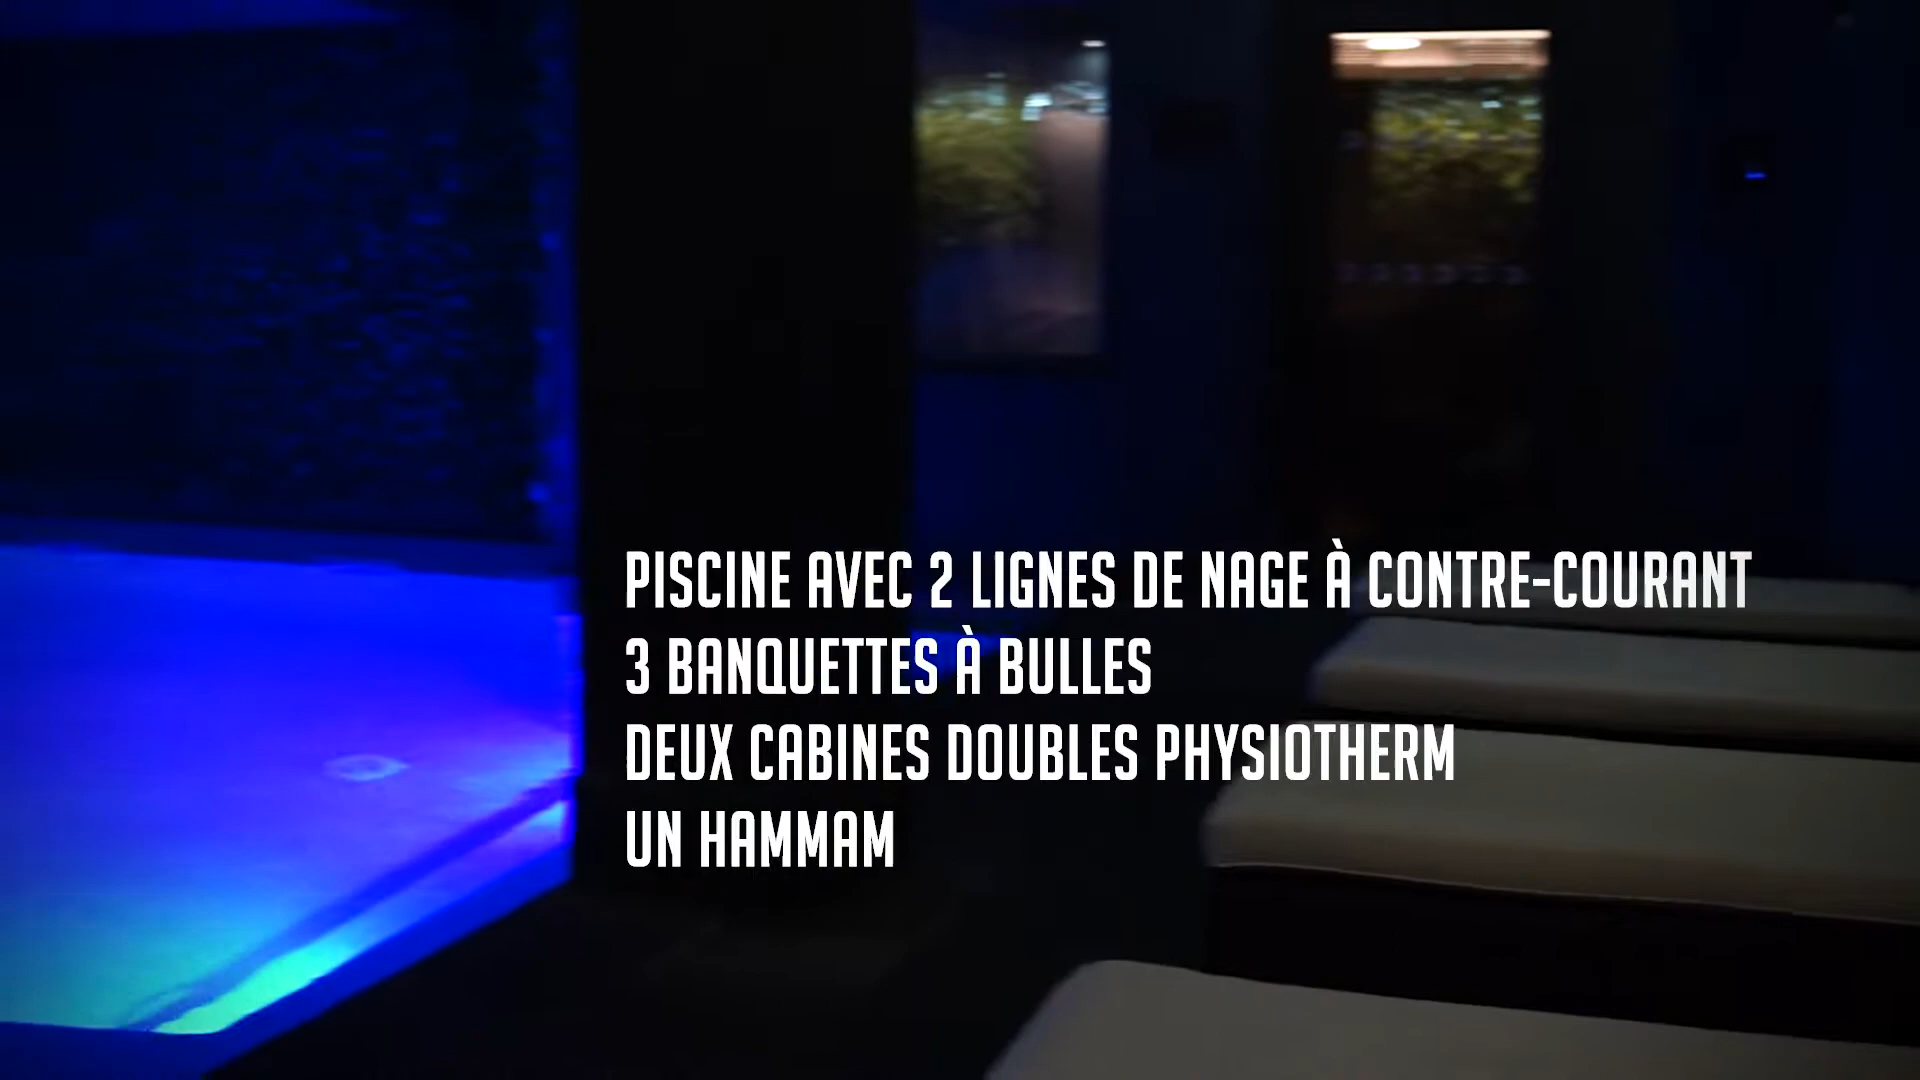 PISCINE AVEC 2 LIGNES DE NAGE À CONTRE-COURANT
3 BANQUETTES À BULLES
DEUX CABINES DOUBLES PHYSIOTHERM
UN HAMMAM